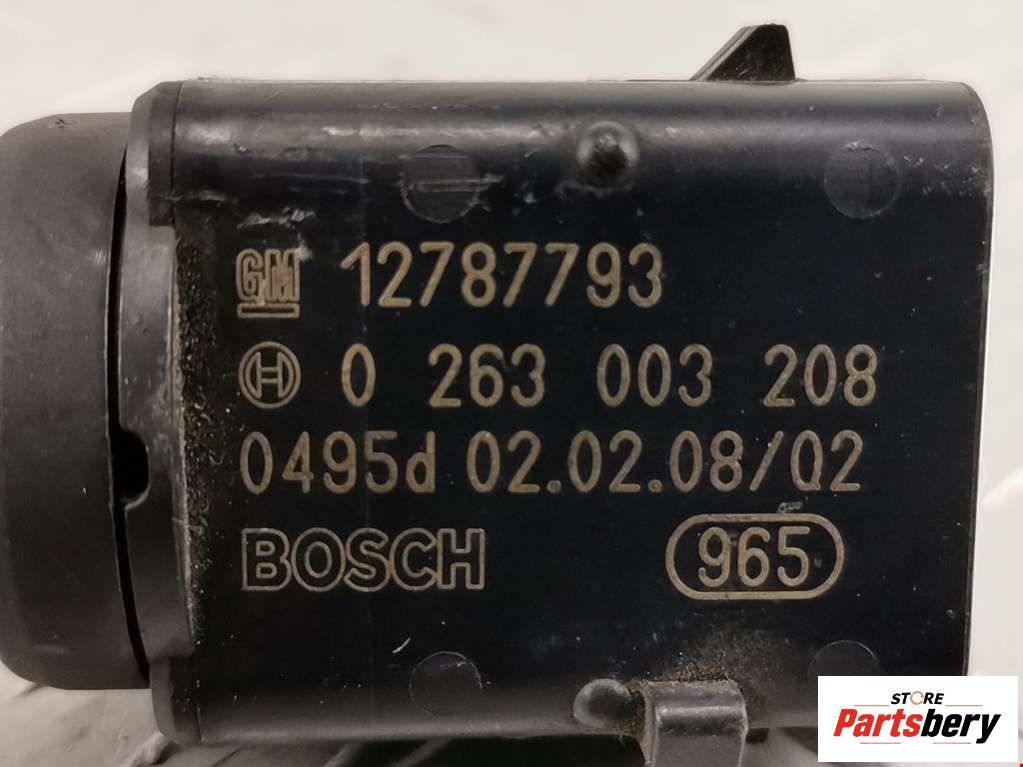 GM 12787793
H 0 263 003 208
0495d 02.02.08/Q2
BOSCH 965
STORE
Partsbery